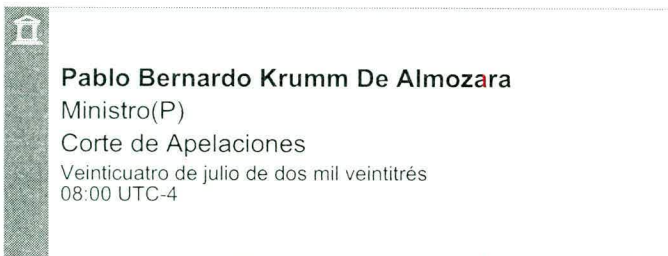 Pablo Bernardo Krumm De Almozara
Ministro(P)
Corte de Apelaciones
Veinticuatro de julio de dos mil veintitrés
08:00 UTC-4